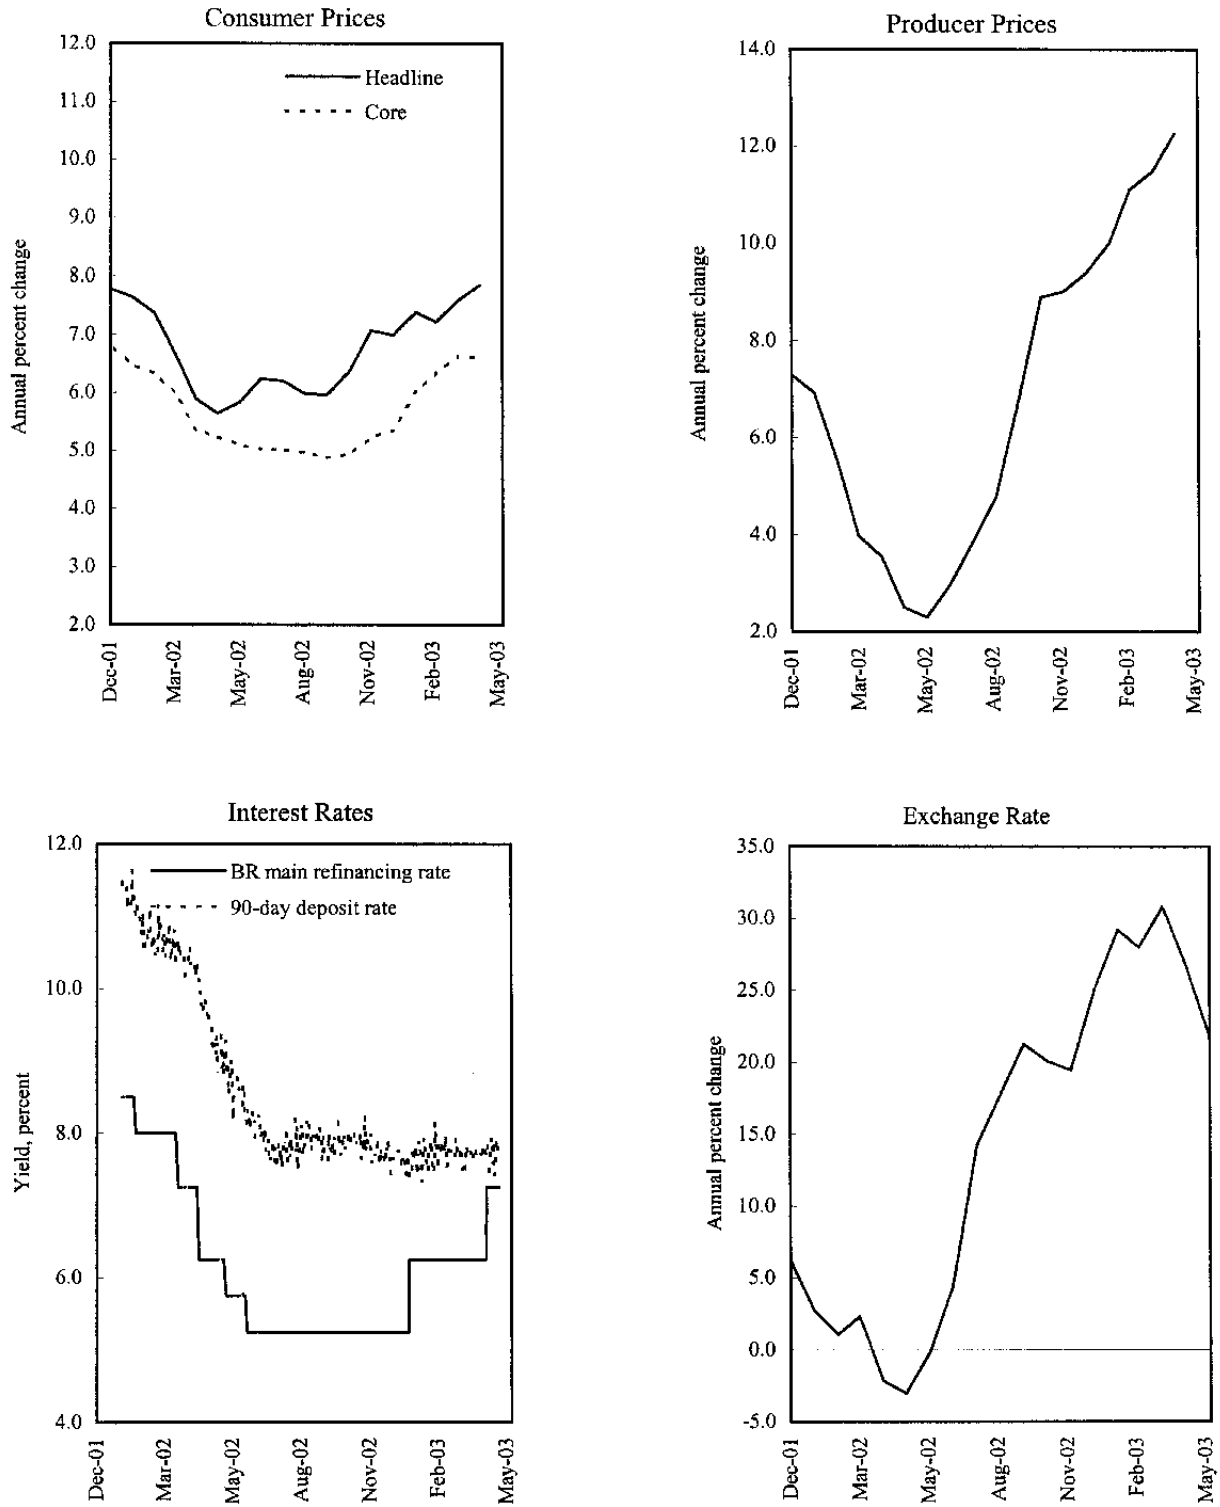 Consumer Prices
12.0
11.0
10.0
9.0
8.0
7.0
6.0
5.0
4.0
3.0
2.0
Annual percent change
Headline
Core
Dec-01
Mar-02
May-02
Aug-02
Nov-02
Feb-03
May-03
Producer Prices
14.0
12.0
10.0
8.0
6.0
4.0
2.0
Annual percent change
Dec-01
Mar-02
May-02
Aug-02
Nov-02
Feb-03
May-03
Interest Rates
12.0
10.0
8.0
6.0
4.0
Yield, percent
BR main refinancing rate
90-day deposit rate
Dec-01
Mar-02
May-02
Aug-02
Nov-02
Feb-03
May-03
Exchange Rate
35.0
30.0
25.0
20.0
15.0
10.0
5.0
0.0
-5.0
Annual percent change
Dec-01
Mar-02
May-02
Aug-02
Nov-02
Feb-03
May-03